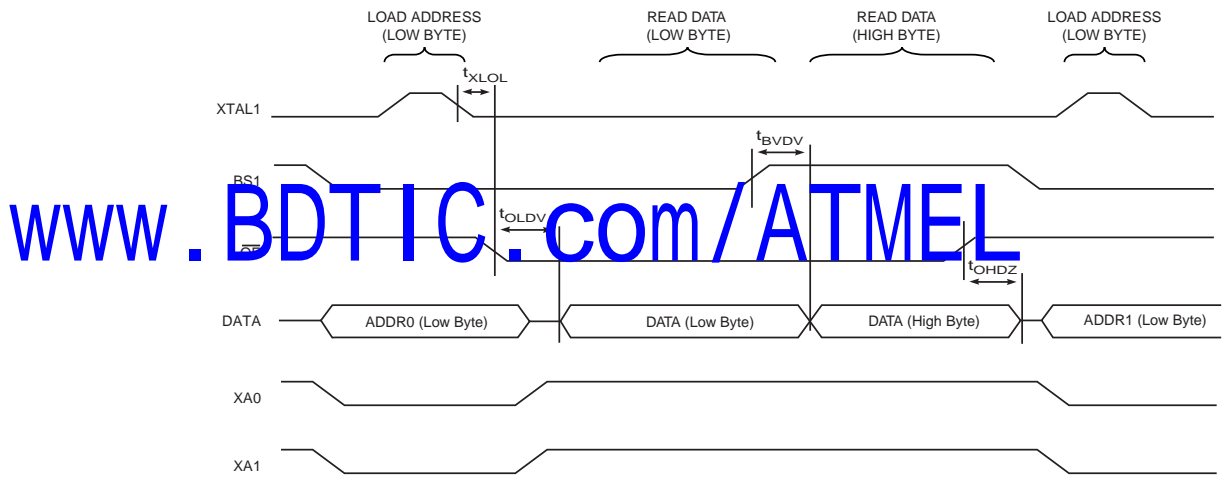 LOAD ADDRESS
(LOW BYTE)
READ DATA
(LOW BYTE)
READ DATA
(HIGH BYTE)
LOAD ADDRESS
(LOW BYTE)
tXLOL
XTAL1
tBVDV
BS1
www.BDTIC.com/ATMEL
tOLDV
OE
tOHDZ
DATA
ADDR0 (Low Byte)
DATA (Low Byte)
DATA (High Byte)
ADDR1 (Low Byte)
XA0
XA1